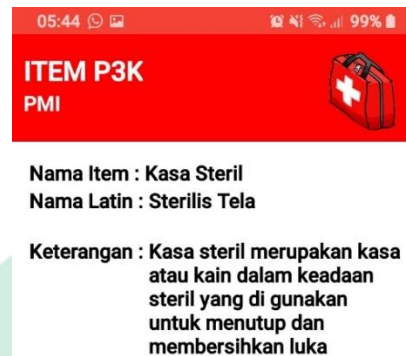 05:44 99%
ITEM P3K
PMI
Nama Item : Kasa Steril
Nama Latin : Sterilis Tela
Keterangan : Kasa steril merupakan kasa
atau kain dalam keadaan
steril yang di gunakan
untuk menutup dan
membersihkan luka